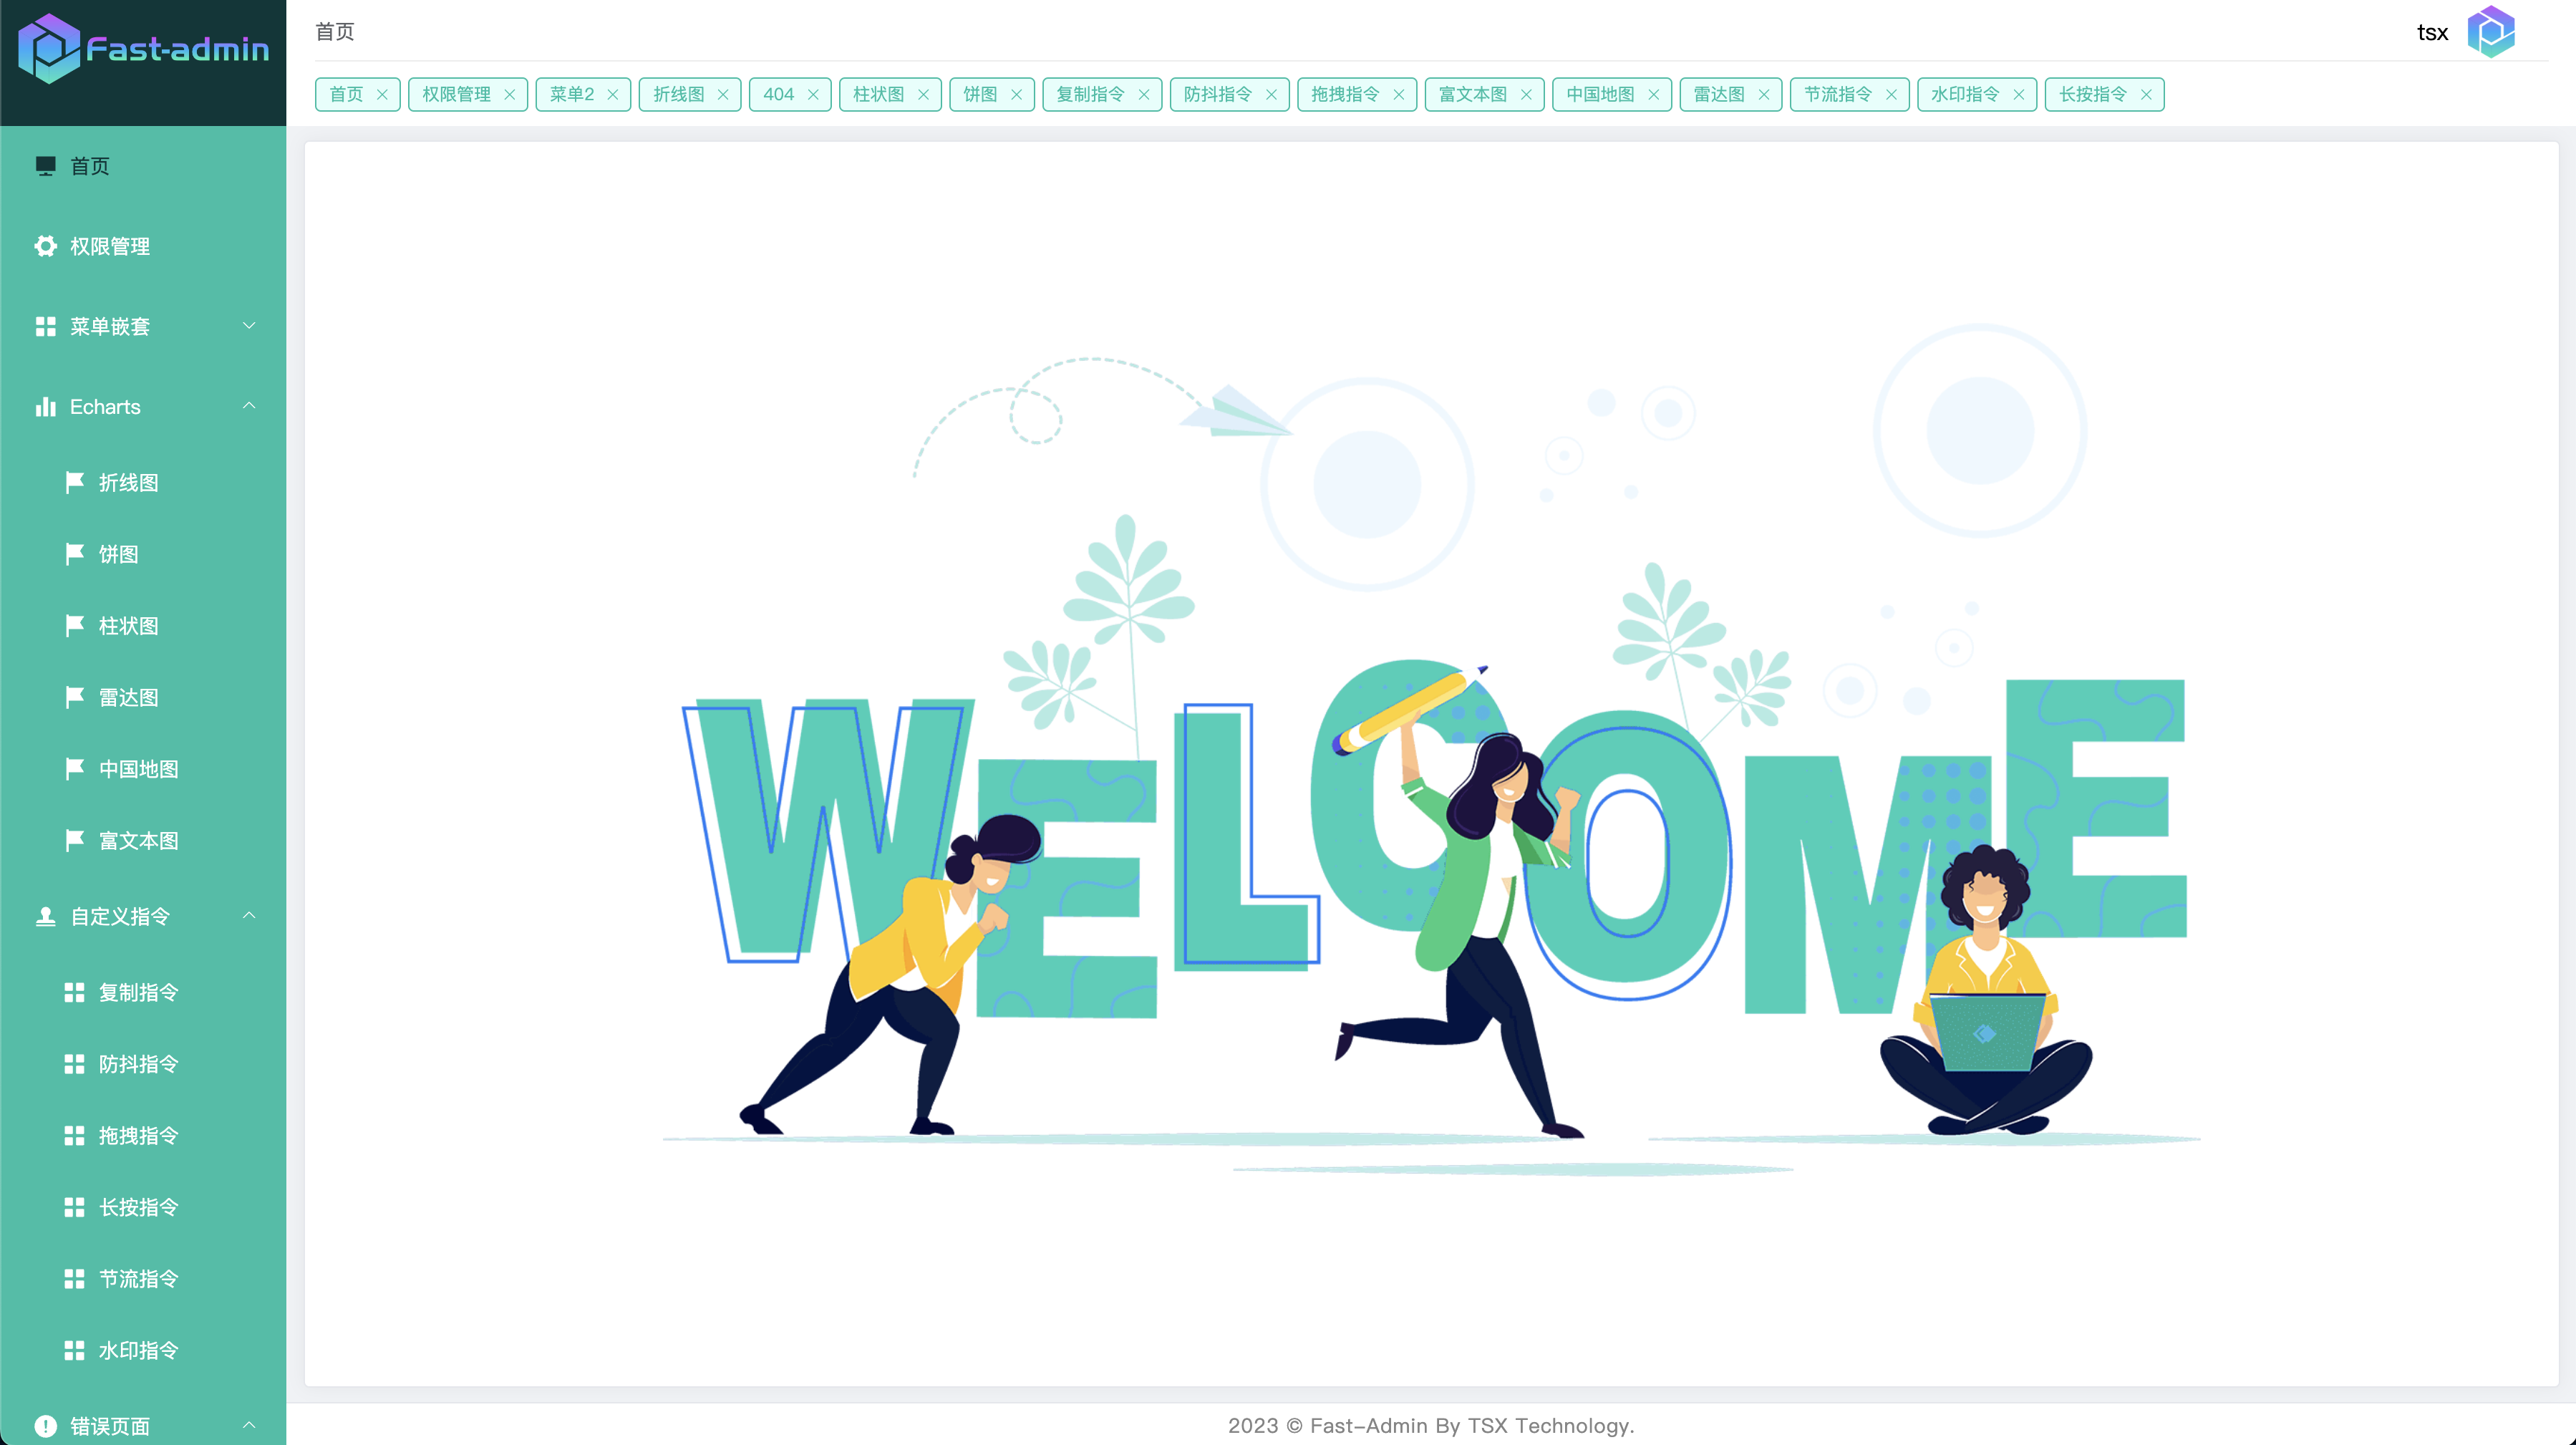 Fast-admin
首页
tsx
首页 权限管理 菜单2 折线图 404 柱状图 饼图 复制指令 防抖指令 拖拽指令 富文本图 中国地图 雷达图 节流指令 水印指令 长按指令
首页
权限管理
菜单嵌套
Echarts
折线图
饼图
柱状图
雷达图
中国地图
富文本图
自定义指令
复制指令
防抖指令
拖拽指令
长按指令
节流指令
水印指令
错误页面
WELCOME
2023 © Fast-Admin By TSX Technology.